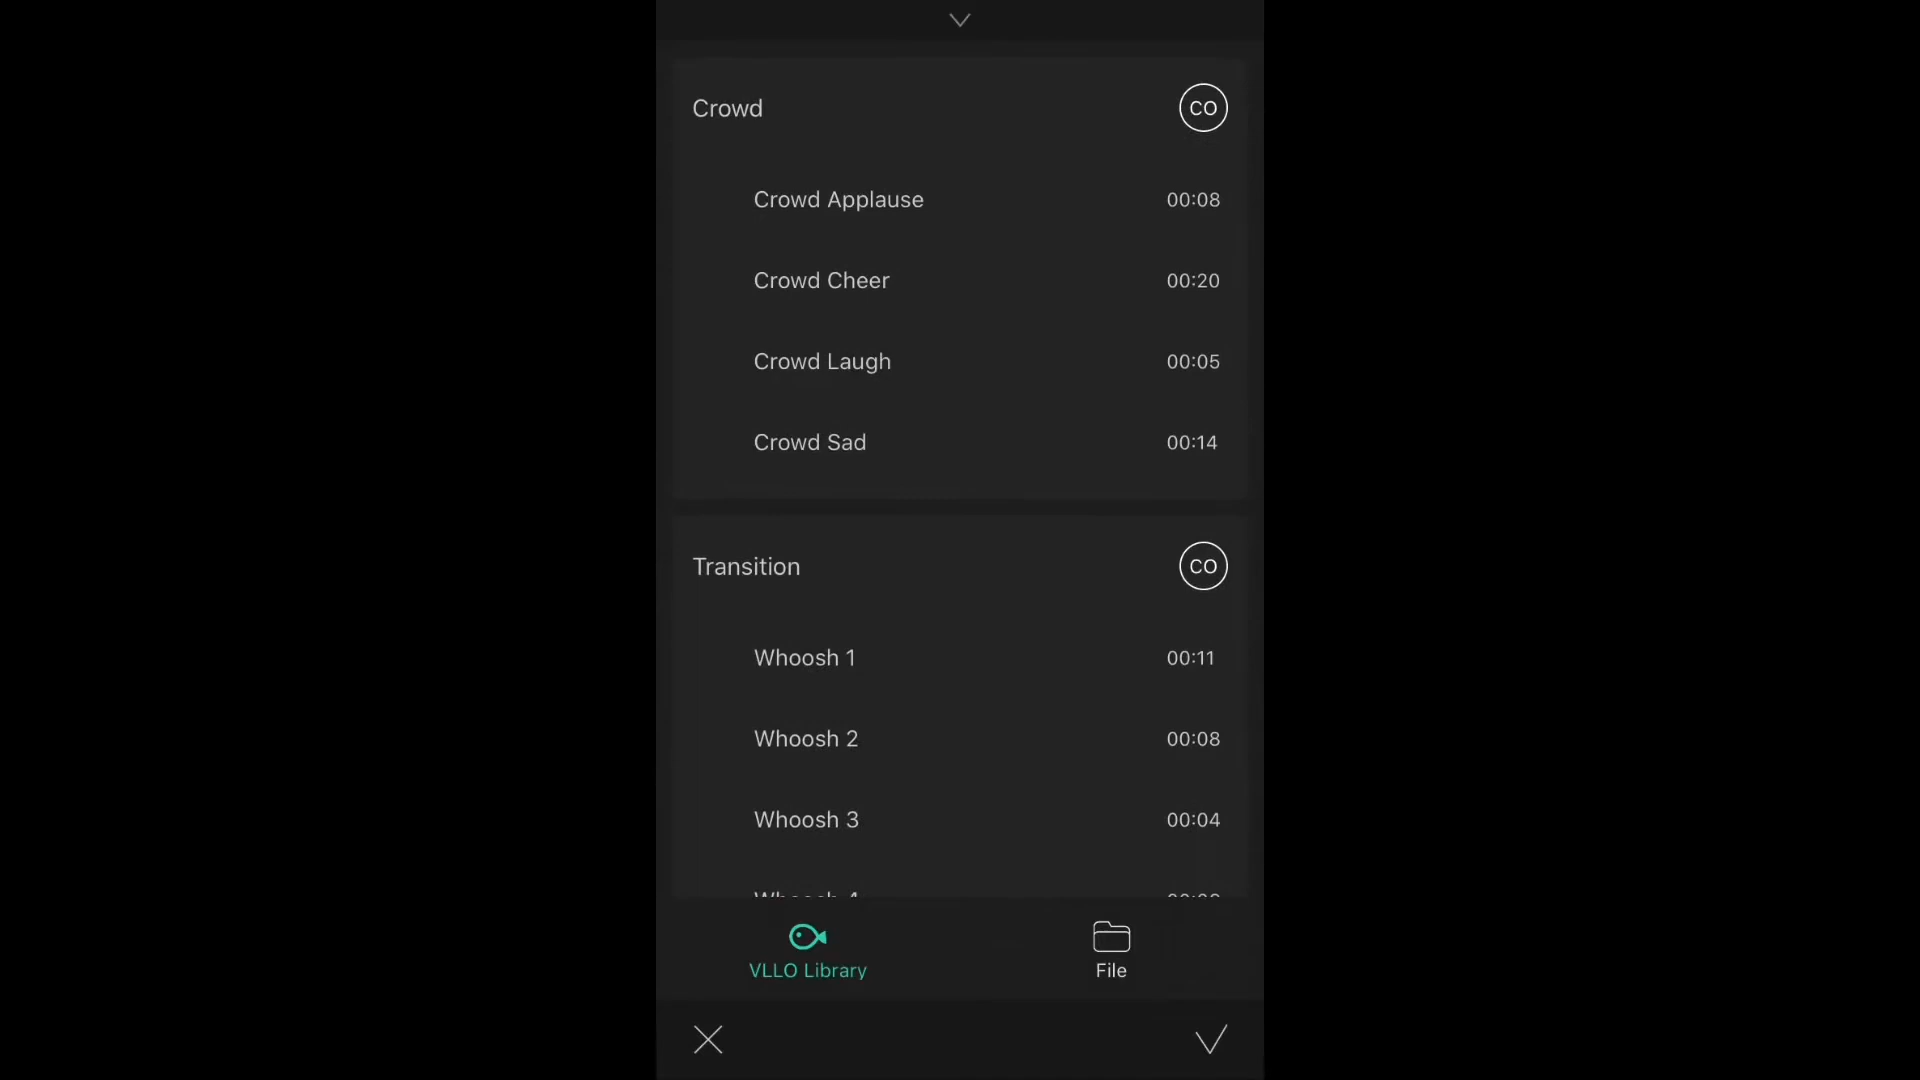 Crowd CO
Crowd Applause 00:08
Crowd Cheer 00:20
Crowd Laugh 00:05
Crowd Sad 00:14
Transition CO
Whoosh 1 00:11
Whoosh 2 00:08
Whoosh 3 00:04
VLLO Library File